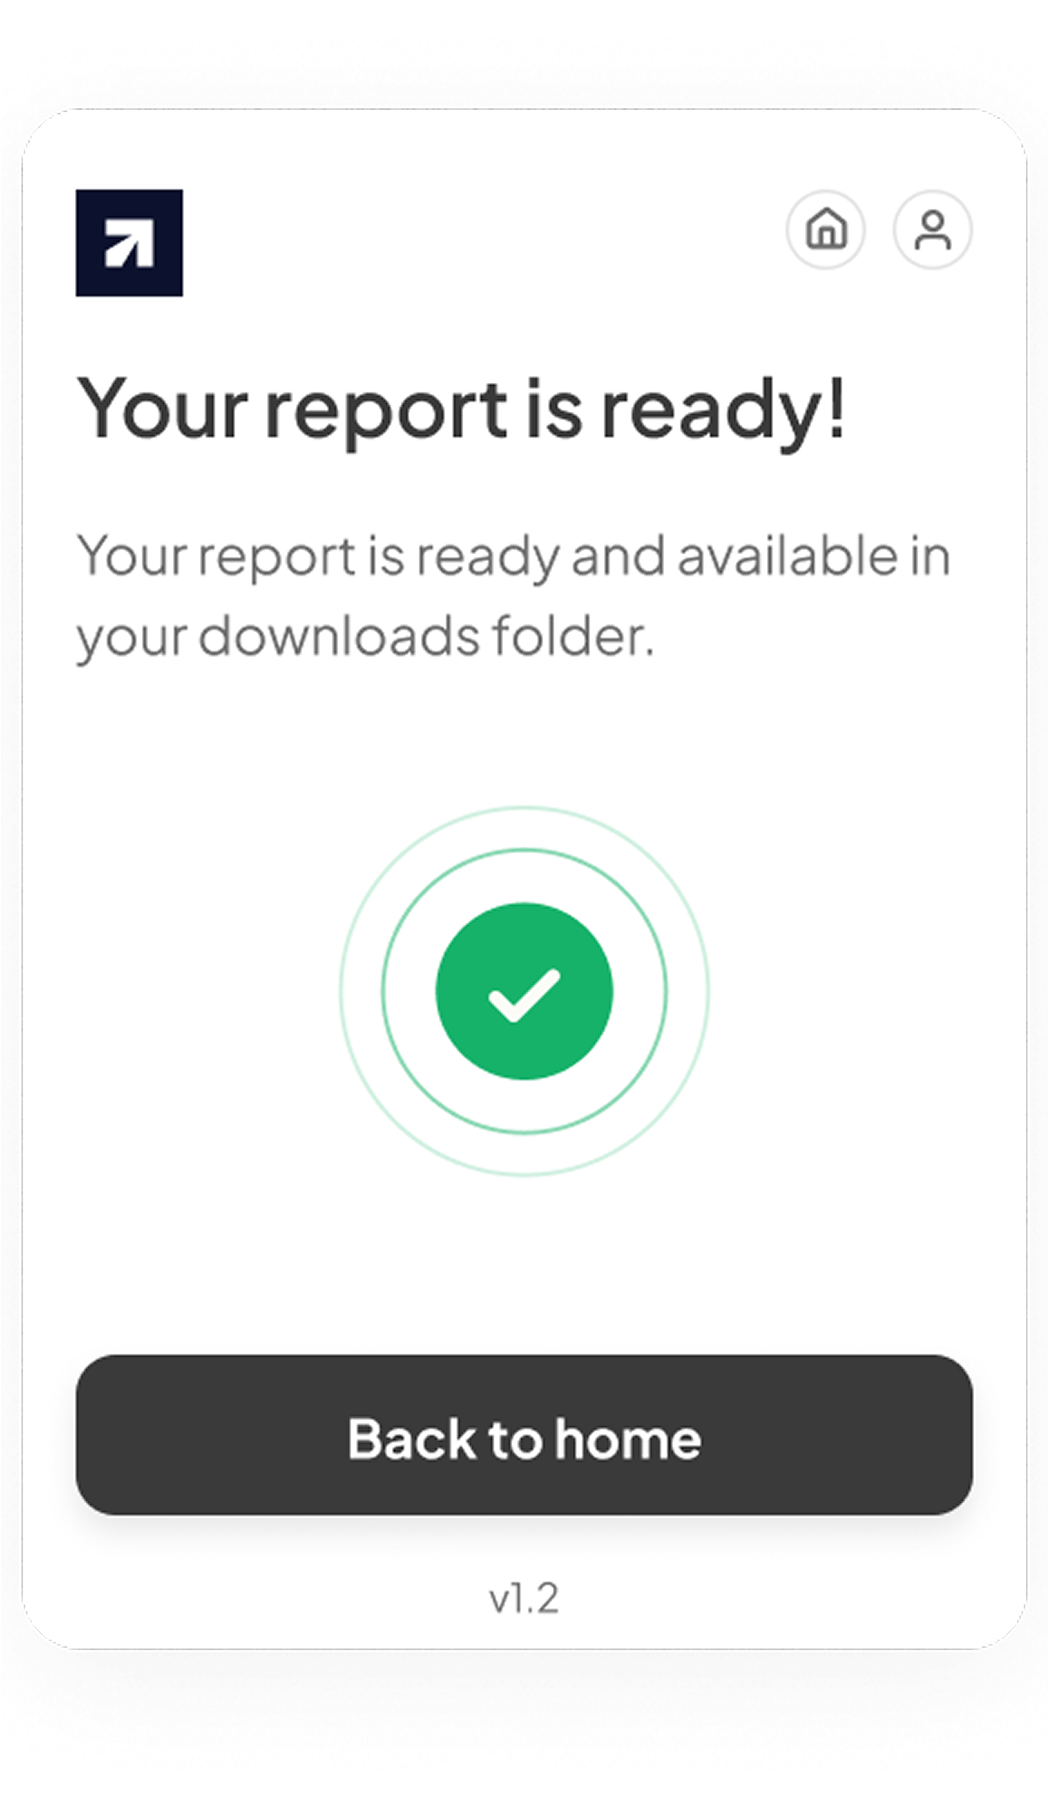 Your report is ready!
Your report is ready and available in
your downloads folder.
Back to home
v1.2